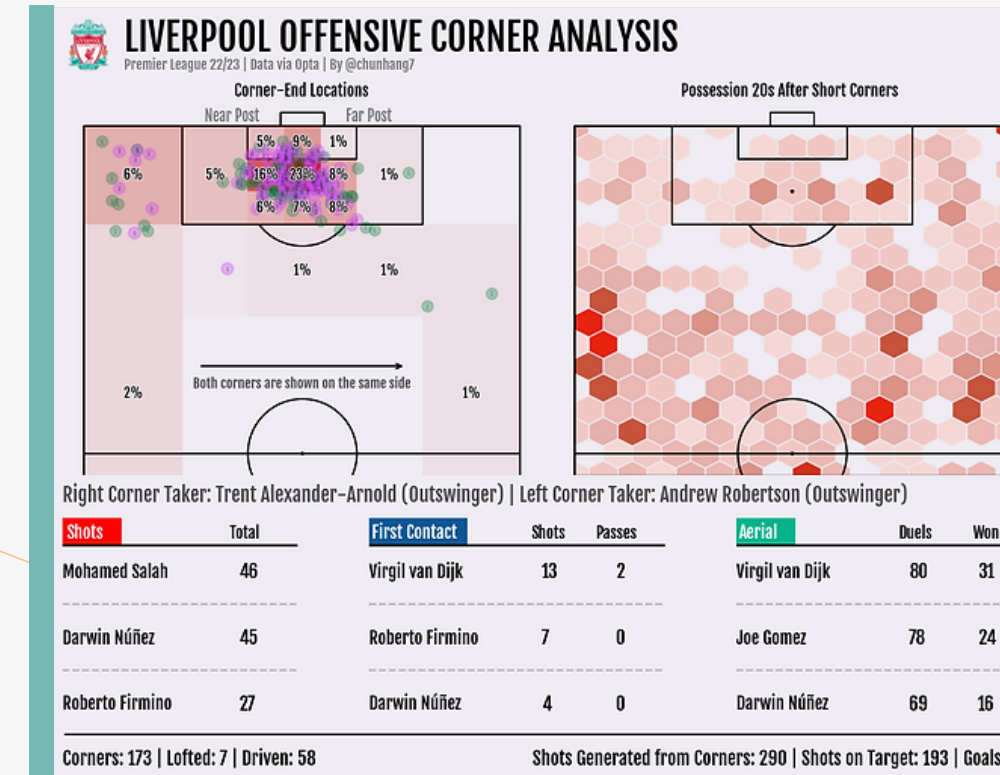 LIVERPOOL OFFENSIVE CORNER ANALYSIS
Premier League 22/23 | Data via Opta | By @chunhang7
Corner-End Locations
Possession 20s After Short Corners
Near Post
Far Post
5% 9% 1%
6% 5% 16% 23% 8% 1%
6% 7% 8%
1% 1%
Both corners are shown on the same side
2% 1%
Right Corner Taker: Trent Alexander-Arnold (Outswinger) | Left Corner Taker: Andrew Robertson (Outswinger)
Shots Total
Mohamed Salah 46
Darwin Núñez 45
Roberto Firmino 27
First Contact Shots Passes
Virgil van Dijk 13 2
Roberto Firmino 7 0
Darwin Núñez 4 0
Aerial Duels Won
Virgil van Dijk 80 31
Joe Gomez 78 24
Darwin Núñez 69 16
Corners: 173 | Lofted: 7 | Driven: 58
Shots Generated from Corners: 290 | Shots on Target: 193 | Goals